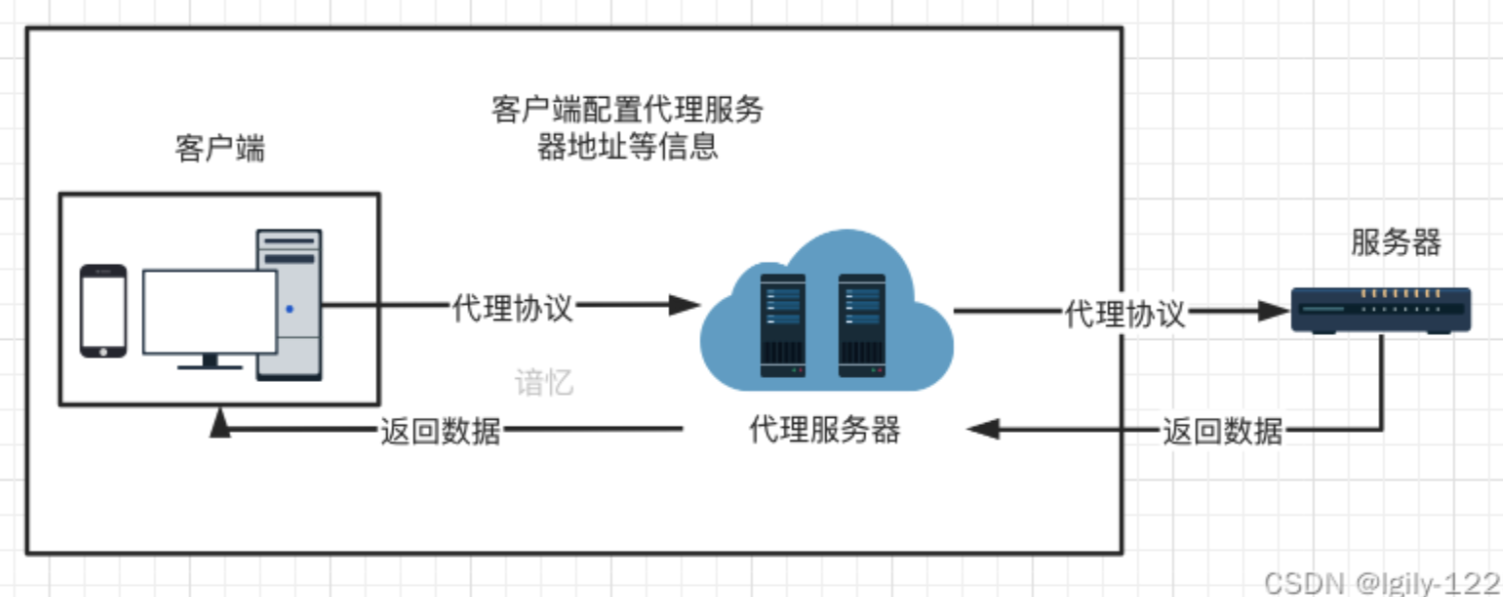 客户端配置代理服务
器地址等信息
客户端
服务器
代理协议
代理协议
谙忆
返回数据
代理服务器
返回数据
CSDN @lgily-122